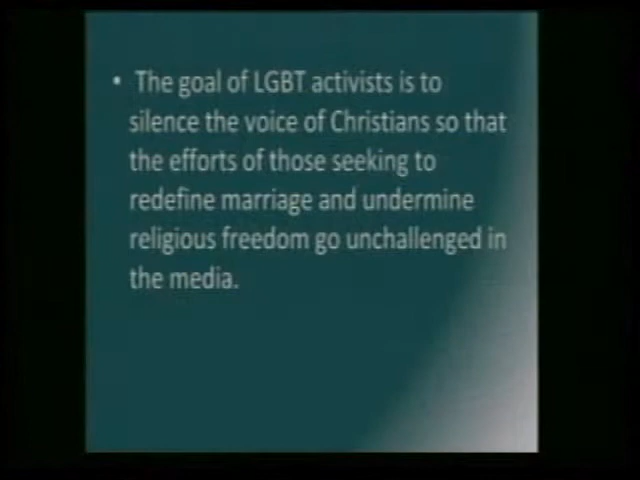 • The goal of LGBT activists is to
silence the voice of Christians so that
the efforts of those seeking to
redefine marriage and undermine
religious freedom go unchallenged in
the media.